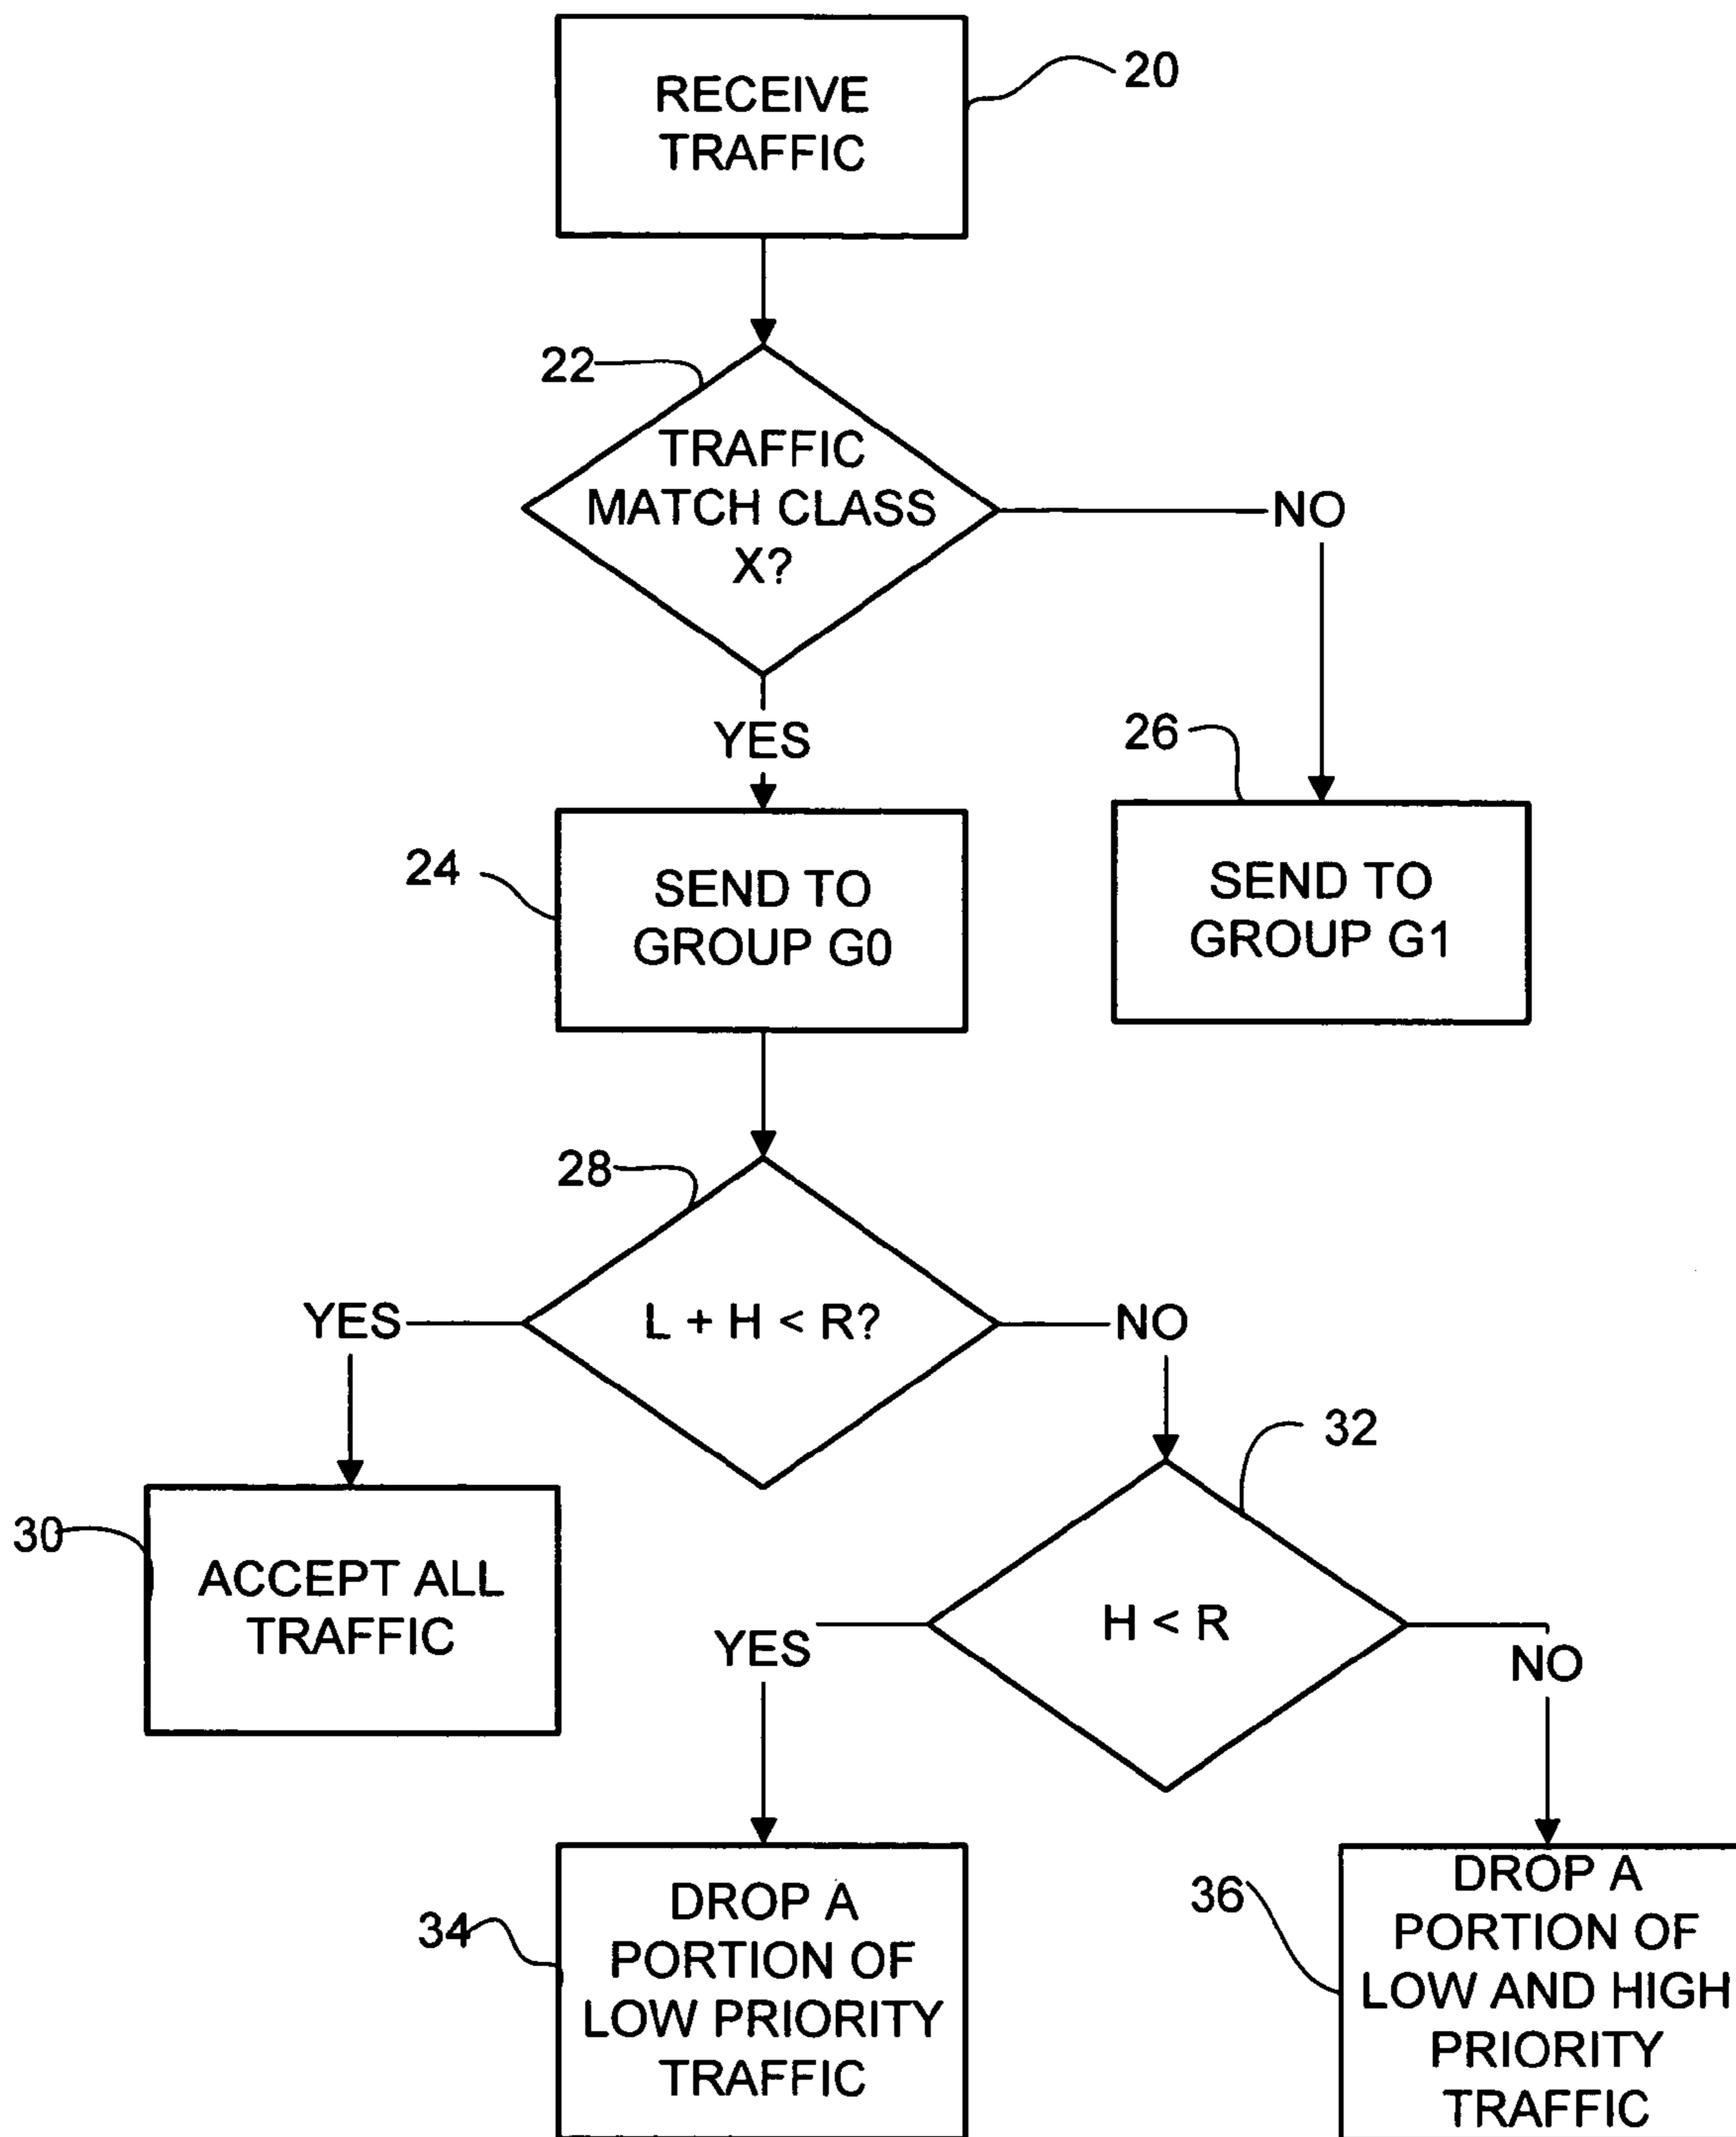 RECEIVE
TRAFFIC
20
22
TRAFFIC
MATCH CLASS
X?
NO
YES
26
24
SEND TO
GROUP G0
SEND TO
GROUP G1
28
YES
L + H < R?
NO
32
30
ACCEPT ALL
TRAFFIC
H < R
YES
NO
34
DROP A
PORTION OF
LOW PRIORITY
TRAFFIC
36
DROP A
PORTION OF
LOW AND HIGH
PRIORITY
TRAFFIC